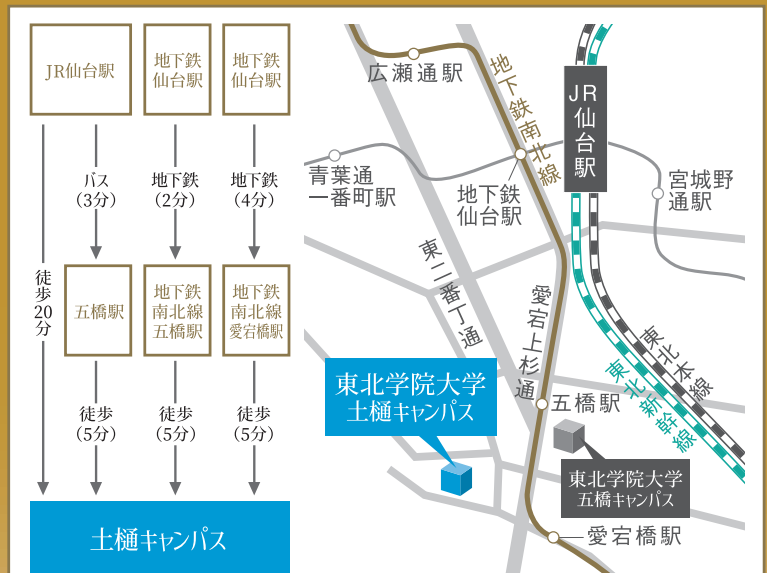 JR仙台駅
地下鉄
仙台駅
地下鉄
仙台駅
バス
(3分)
地下鉄
(2分)
地下鉄
(4分)
徒歩20分
五橋駅
地下鉄
南北線
五橋駅
地下鉄
南北線
愛宕橋駅
徒歩
(5分)
徒歩
(5分)
徒歩
(5分)
土樋キャンパス
広瀬通駅
地下鉄南北線
JR
仙台駅
青葉通
一番町駅
地下鉄
仙台駅
宮城野
通駅
東二番丁通
愛宕上杉通
東北本線
東北新幹線
東北学院大学
土樋キャンパス
五橋駅
東北学院大学
五橋キャンパス
愛宕橋駅